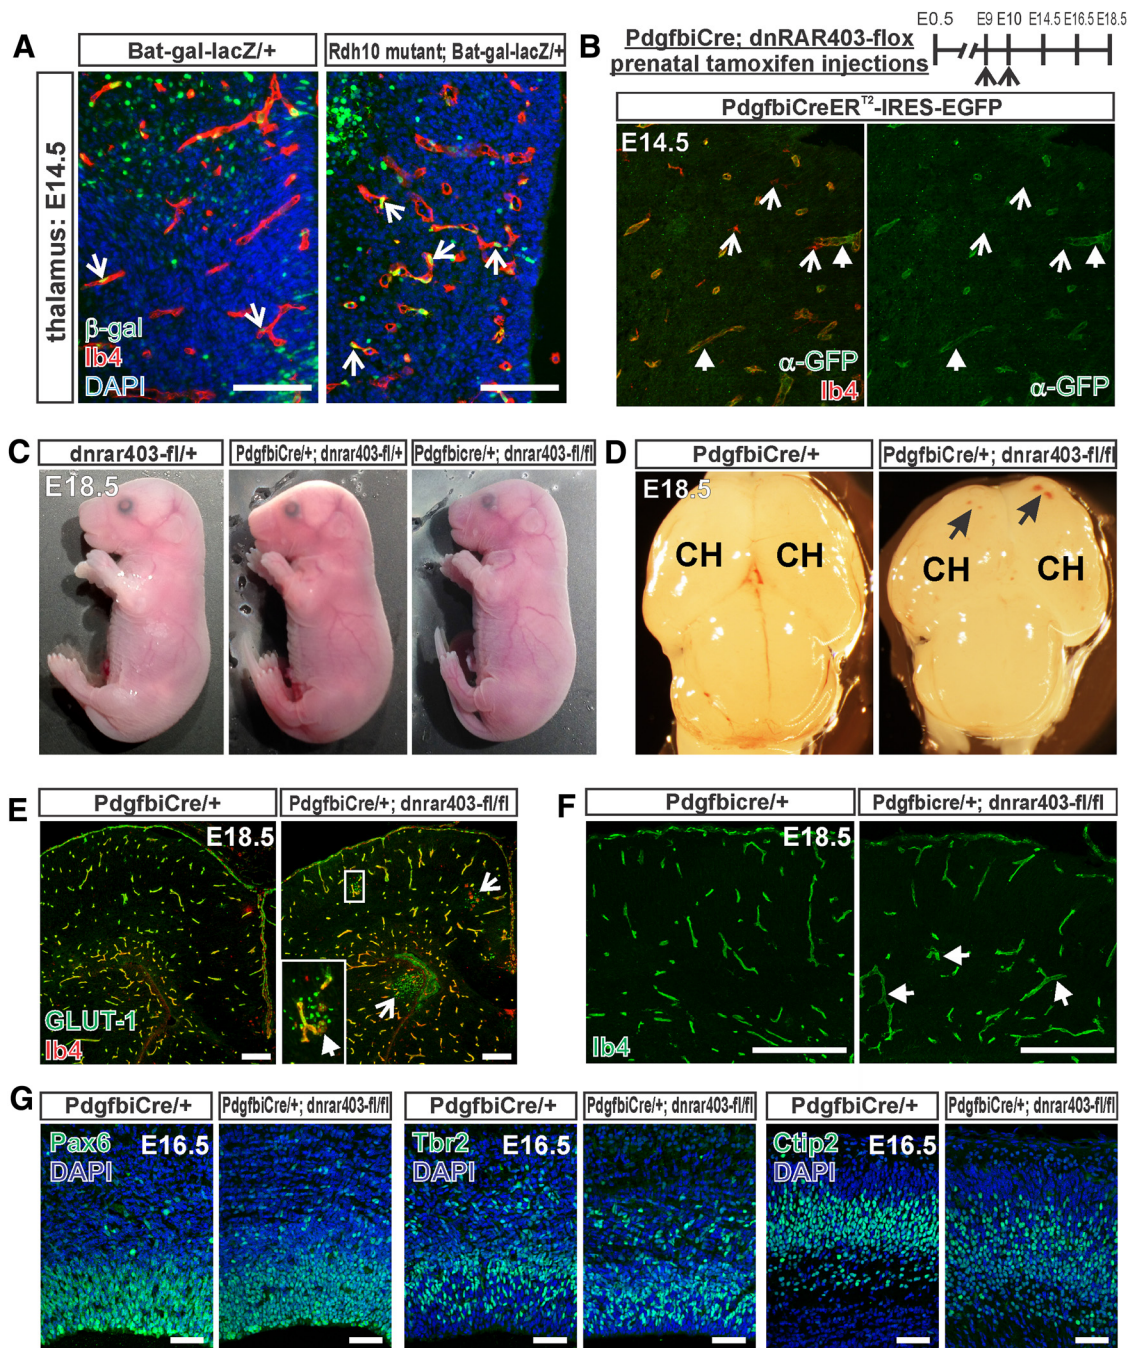 A
Bat-gal-lacZ/+
Rdh10 mutant; Bat-gal-lacZ/+
thalamus: E14.5
β-gal
Ib4
DAPI
B
PdgfbiCre; dnRAR403-flox
prenatal tamoxifen injections
E0.5 E9 E10 E14.5 E16.5 E18.5
PdgfbiCreERT2-IRES-EGFP
E14.5
α-GFP
Ib4
α-GFP
C
dnrar403-fl/+
PdgfbiCre/+; dnrar403-fl/+
Pdgfbicre/+; dnrar403-fl/fl
E18.5
D
PdgfbiCre/+
PdgfbiCre/+; dnrar403-fl/fl
E18.5
CH CH
CH CH
E
PdgfbiCre/+
PdgfbiCre/+; dnrar403-fl/fl
E18.5
GLUT-1
Ib4
F
Pdgfbicre/+
Pdgfbicre/+; dnrar403-fl/fl
E18.5
Ib4
G
PdgfbiCre/+
PdgfbiCre/+; dnrar403-fl/fl
Pax6
DAPI
E16.5
PdgfbiCre/+
PdgfbiCre/+; dnrar403-fl/fl
Tbr2
DAPI
E16.5
PdgfbiCre/+
PdgfbiCre/+; dnrar403-fl/fl
Ctip2
DAPI
E16.5